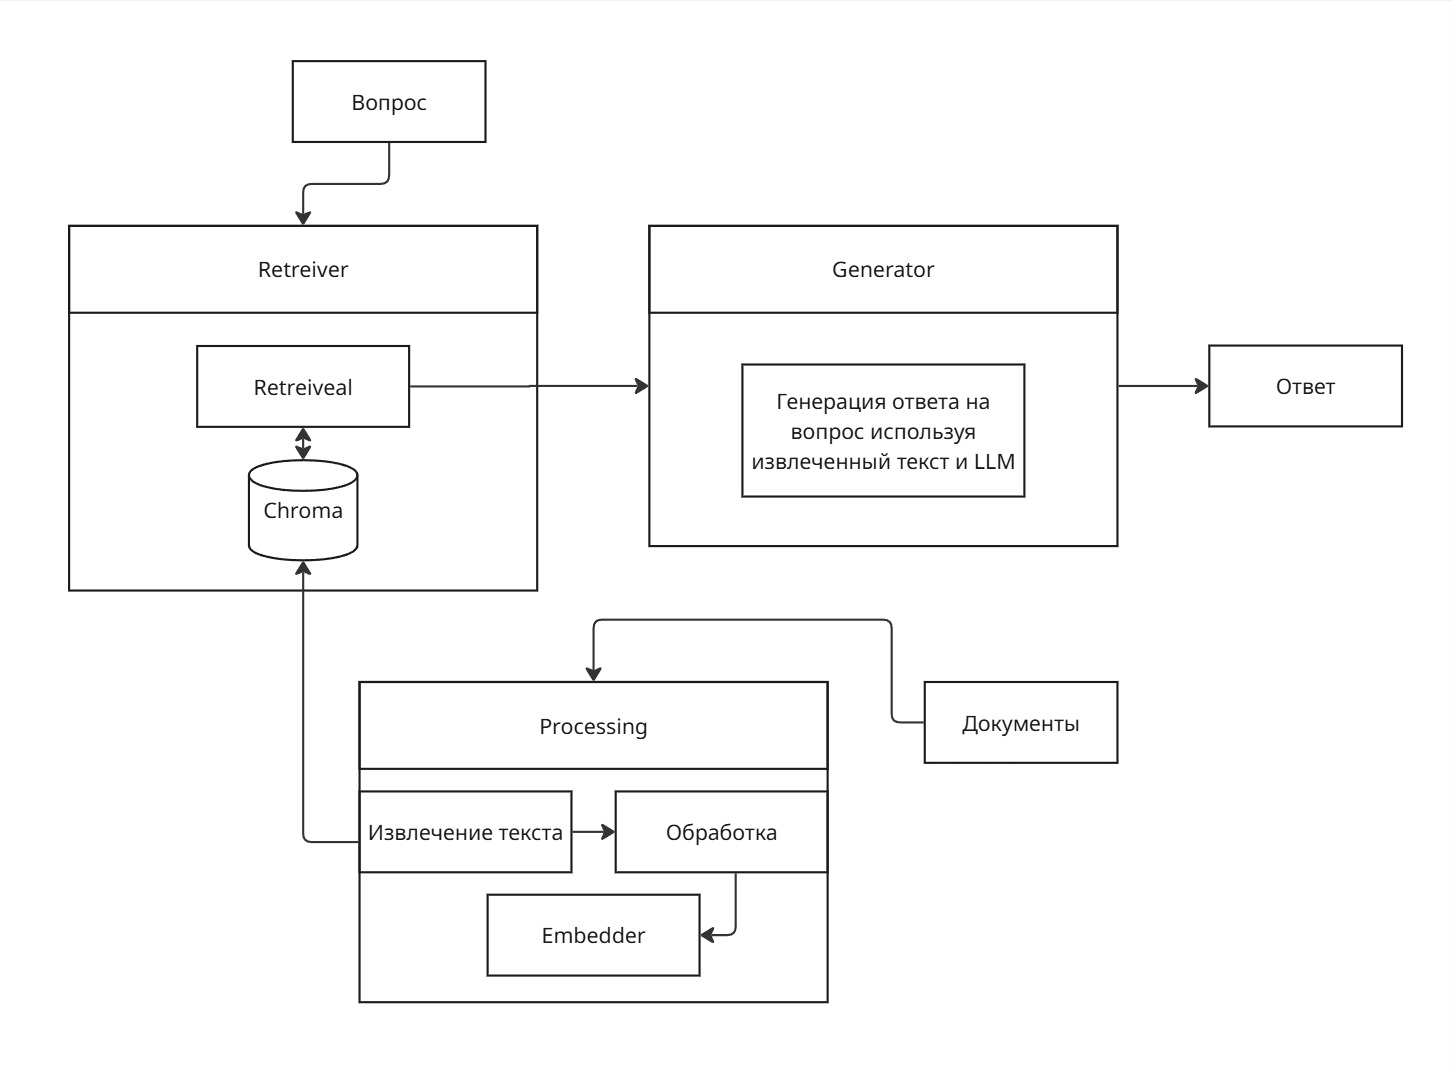 Вопрос
Retreiver
Generator
Retreiveal
Chroma
Генерация ответа на
вопрос используя
извлеченный текст и LLM
Ответ
Processing
Документы
Извлечение текста
Обработка
Embedder